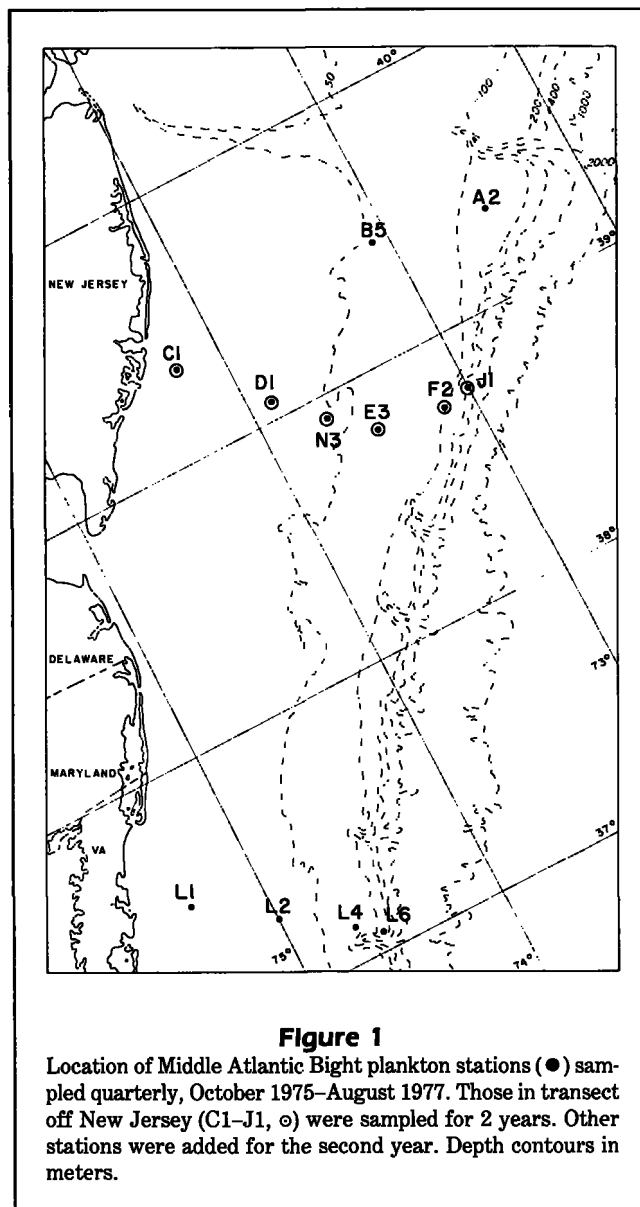 40°
50
100
200
400
1000
2000
A2
B5
39°
NEW JERSEY
C1
D1
N3
E3
F2
J1
38°
DELAWARE
73°
MARYLAND
VA
37°
L1
L2
L4
L6
75°
74°
Figure 1
Location of Middle Atlantic Bight plankton stations (●) sam-
pled quarterly, October 1975–August 1977. Those in transect
off New Jersey (C1–J1, ⊙) were sampled for 2 years. Other
stations were added for the second year. Depth contours in
meters.